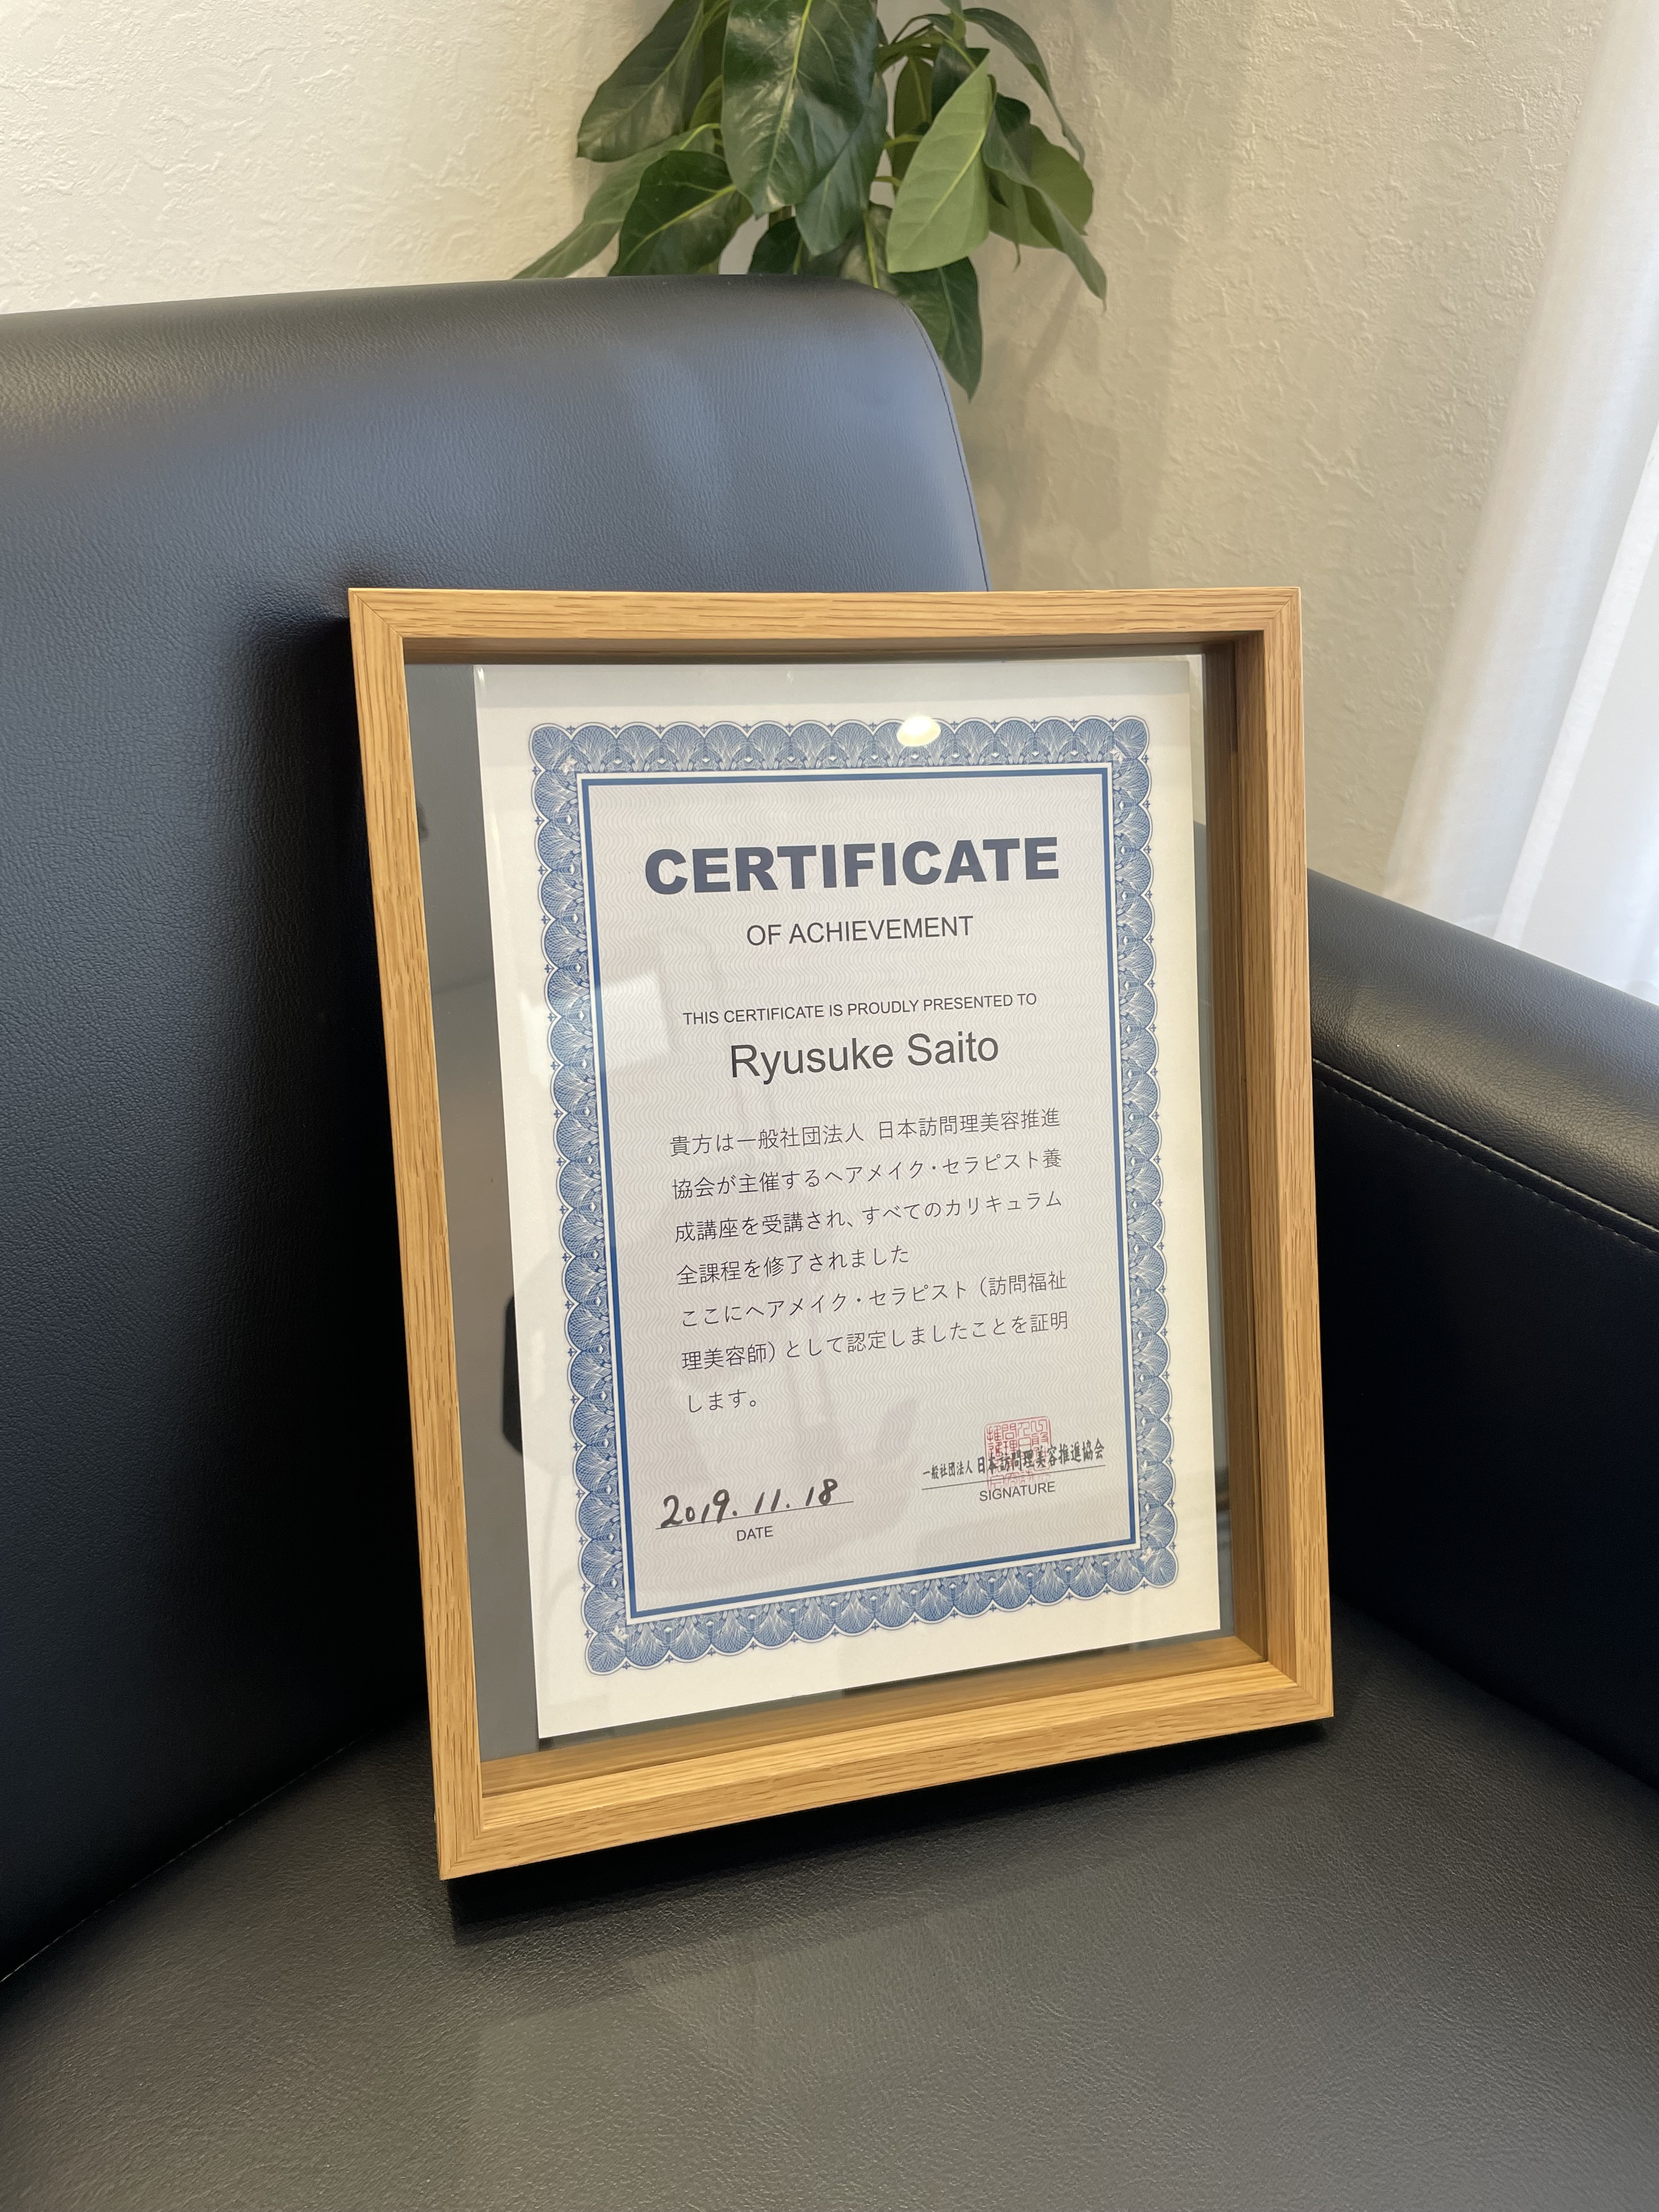 CERTIFICATE
OF ACHIEVEMENT
THIS CERTIFICATE IS PROUDLY PRESENTED TO
Ryusuke Saito
貴方は一般社団法人 日本訪問理美容推進
協会が主催するヘアメイク・セラピスト養
成講座を受講され、すべてのカリキュラム
全課程を修了されました
ここにヘアメイク・セラピスト（訪問福祉
理美容師）として認定しましたことを証明
します。
2019.11.18
DATE
一般社団法人 日本訪問理美容推進協会
SIGNATURE